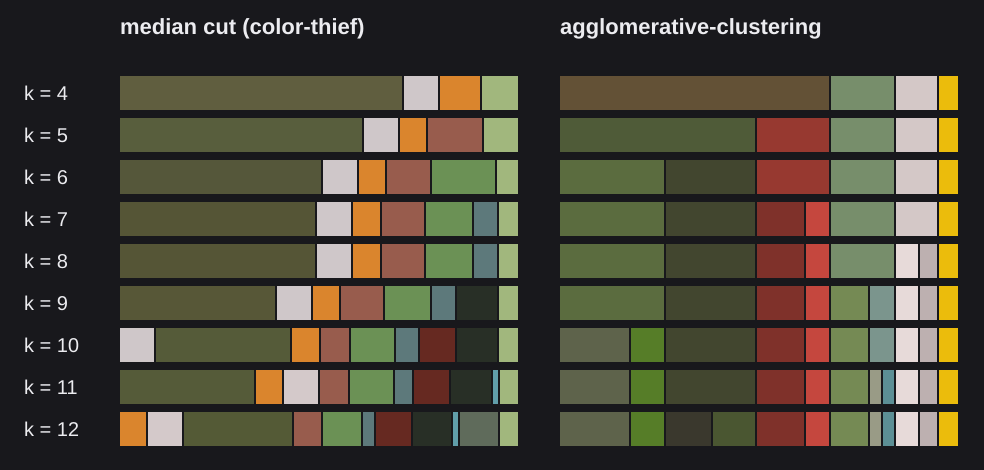 median cut (color-thief)
agglomerative-clustering
k = 4
k = 5
k = 6
k = 7
k = 8
k = 9
k = 10
k = 11
k = 12